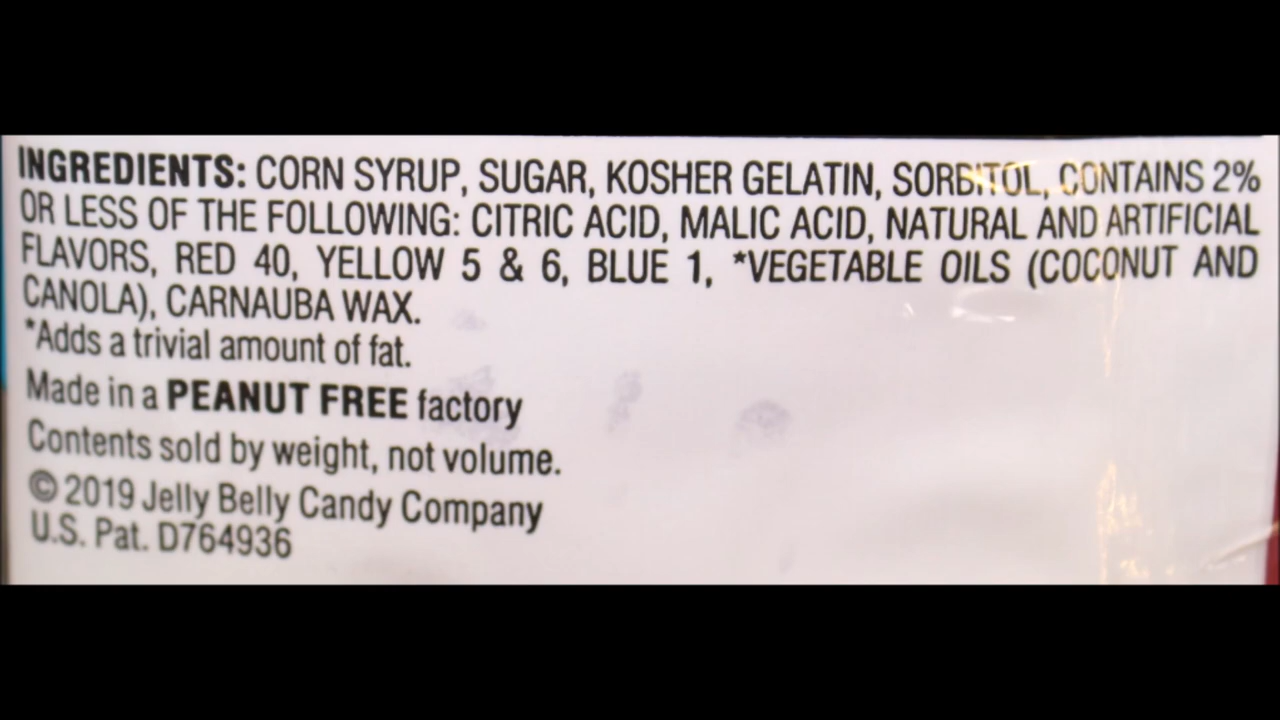 INGREDIENTS: CORN SYRUP, SUGAR, KOSHER GELATIN, SORBITOL, CONTAINS 2%
OR LESS OF THE FOLLOWING: CITRIC ACID, MALIC ACID, NATURAL AND ARTIFICIAL
FLAVORS, RED 40, YELLOW 5 & 6, BLUE 1, *VEGETABLE OILS (COCONUT AND
CANOLA), CARNAUBA WAX.
*Adds a trivial amount of fat.
Made in a PEANUT FREE factory
Contents sold by weight, not volume.
© 2019 Jelly Belly Candy Company
U.S. Pat. D764936